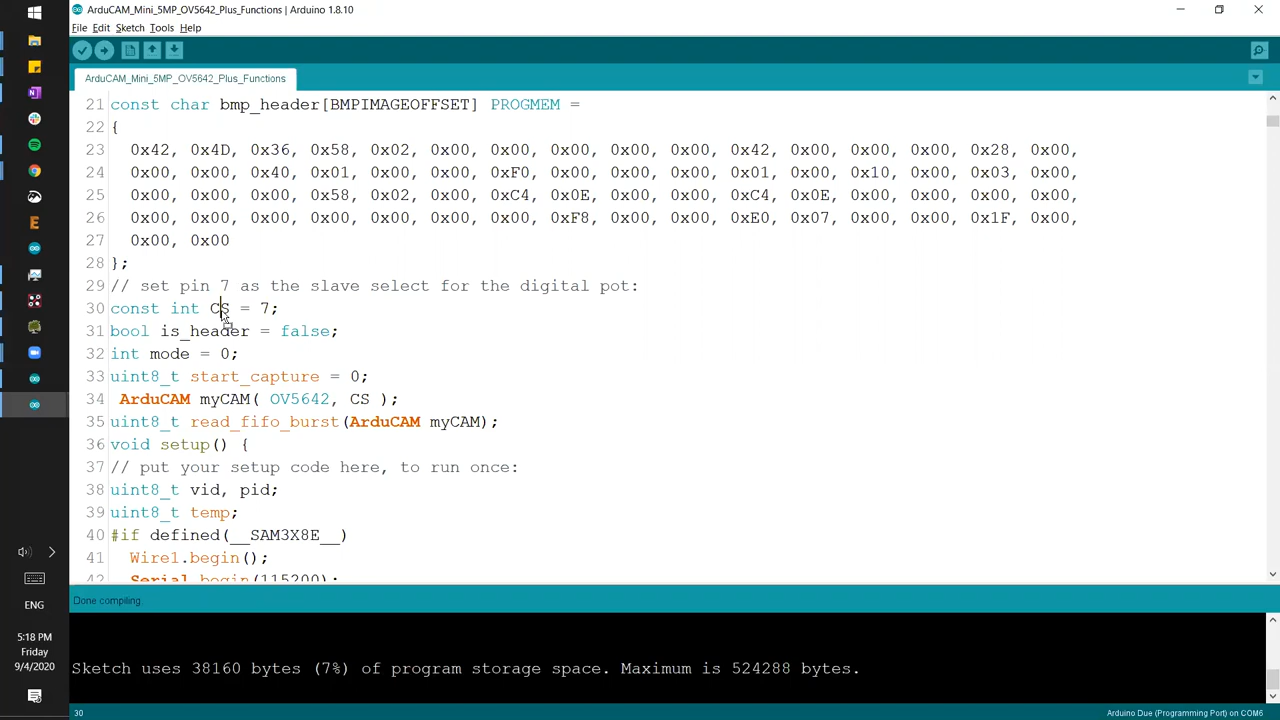 ArduCAM_Mini_5MP_OV5642_Plus_Functions | Arduino 1.8.10
File Edit Sketch Tools Help
ArduCAM_Mini_5MP_OV5642_Plus_Functions
21 const char bmp_header[BMPIMAGEOFFSET] PROGMEM =
22 {
23 0x42, 0x4D, 0x36, 0x58, 0x02, 0x00, 0x00, 0x00, 0x00, 0x00, 0x42, 0x00, 0x00, 0x00, 0x28, 0x00,
24 0x00, 0x00, 0x40, 0x01, 0x00, 0x00, 0xF0, 0x00, 0x00, 0x00, 0x01, 0x00, 0x10, 0x00, 0x03, 0x00,
25 0x00, 0x00, 0x00, 0x58, 0x02, 0x00, 0xC4, 0x0E, 0x00, 0x00, 0xC4, 0x0E, 0x00, 0x00, 0x00, 0x00,
26 0x00, 0x00, 0x00, 0x00, 0x00, 0x00, 0x00, 0xF8, 0x00, 0x00, 0xE0, 0x07, 0x00, 0x00, 0x1F, 0x00,
27 0x00, 0x00
28 };
29 // set pin 7 as the slave select for the digital pot:
30 const int CS = 7;
31 bool is_header = false;
32 int mode = 0;
33 uint8_t start_capture = 0;
34 ArduCAM myCAM( OV5642, CS );
35 uint8_t read_fifo_burst(ArduCAM myCAM);
36 void setup() {
37 // put your setup code here, to run once:
38 uint8_t vid, pid;
39 uint8_t temp;
40 #if defined(__SAM3X8E__)
41 Wire1.begin();
42 Serial.begin(115200);
Done compiling.
Sketch uses 38160 bytes (7%) of program storage space. Maximum is 524288 bytes.
30
Arduino Due (Programming Port) on COM6
ENG
5:18 PM
Friday
9/4/2020